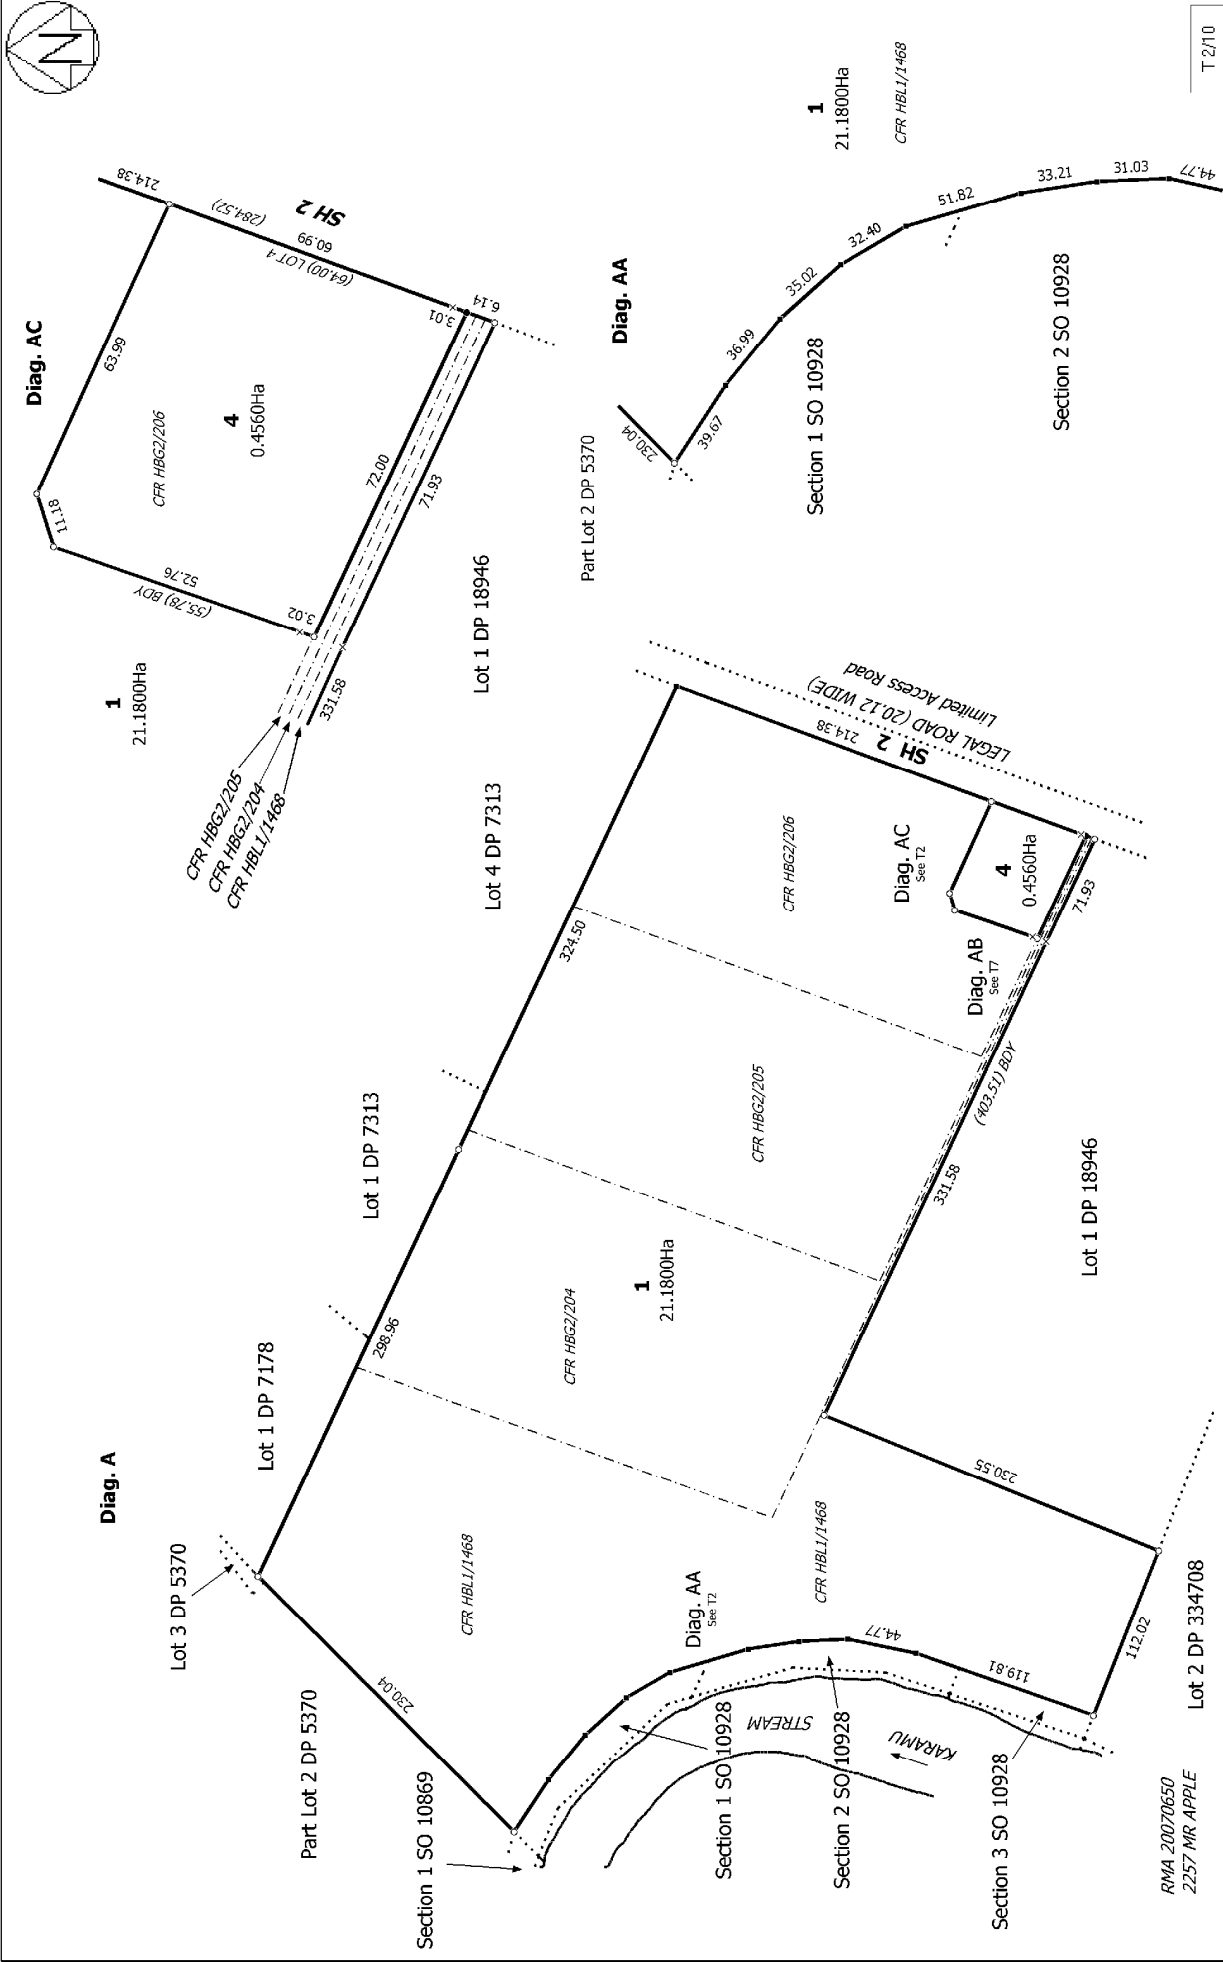 Diag. A
Lot 3 DP 5370
Lot 1 DP 7178
Lot 1 DP 7313
Lot 4 DP 7313
Part Lot 2 DP 5370
Section 1 SO 10869
230.04
298.96
324.50
CFR HBL1/1468
CFR HBG2/204
CFR HBG2/205
CFR HBG2/206
1
21.1800Ha
214.38
SH 2
LEGAL ROAD (20.12 WIDE)
Limited Access Road
Diag. AC
See T2
4
0.4560Ha
71.93
Diag. AB
See T7
(403.51) BDY
331.58
Lot 1 DP 18946
230.55
CFR HBL1/1468
Diag. AA
See T2
44.77
119.81
112.02
Section 1 SO 10928
STREAM
Section 2 SO 10928
KARAMU
Section 3 SO 10928
Lot 2 DP 334708
RMA 20070650
2257 MR APPLE
Diag. AC
N
214.38
63.99
11.18
CFR HBG2/206
4
0.4560Ha
(284.52)
SH 2
60.99
(64.00) LOT 4
52.76
(55.78) BDY
3.01
6.14
3.02
72.00
71.93
331.58
1
21.1800Ha
CFR HBG2/205
CFR HBG2/204
CFR HBL1/1468
Lot 1 DP 18946
Diag. AA
Part Lot 2 DP 5370
230.04
39.67
36.99
35.02
32.40
51.82
33.21
31.03
44.77
1
21.1800Ha
CFR HBL1/1468
Section 1 SO 10928
Section 2 SO 10928
T 2/10